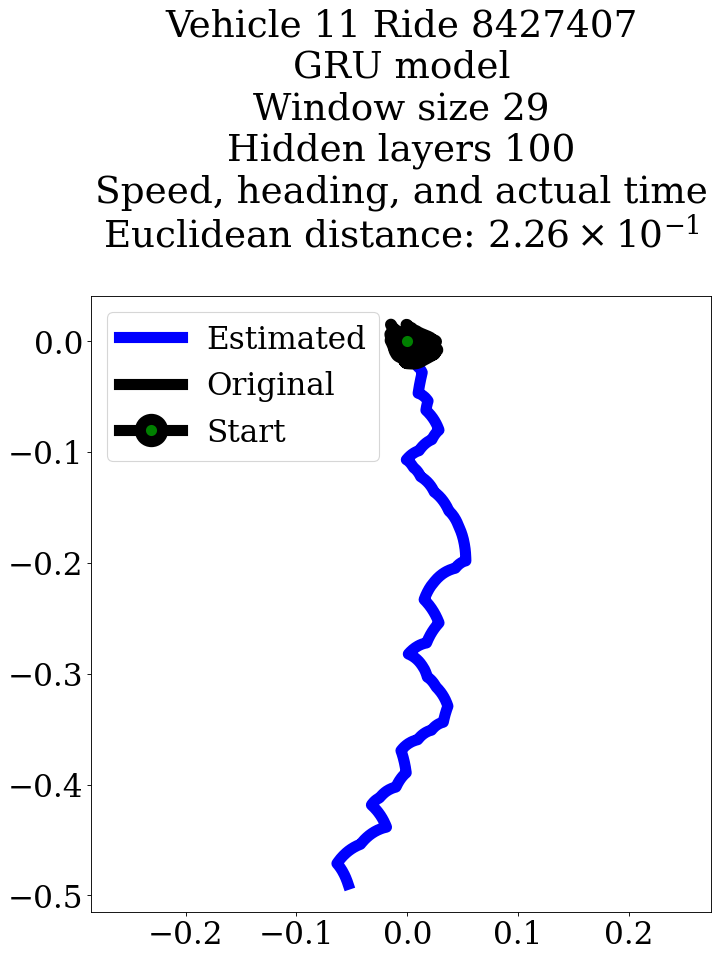 Vehicle 11 Ride 8427407
GRU model
Window size 29
Hidden layers 100
Speed, heading, and actual time
Euclidean distance: 2.26 × 10⁻¹
Estimated
Original
Start
0.0
−0.1
−0.2
−0.3
−0.4
−0.5
−0.2 −0.1 0.0 0.1 0.2